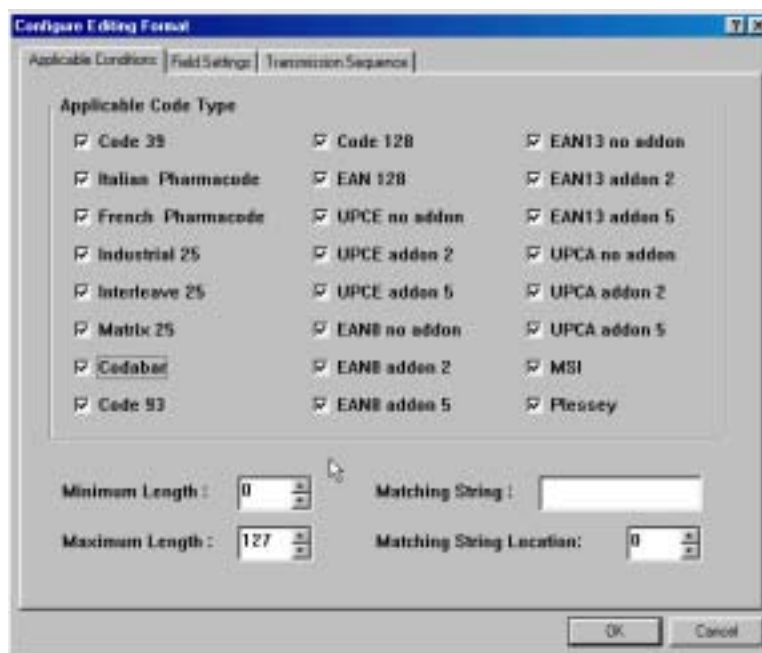 Configure Editing Format
Applicable Conditions Field Settings Transmission Sequence
Applicable Code Type
Code 39 Code 128 EAN13 no addon
Italian Pharmacode EAN 128 EAN13 addon 2
French Pharmacode UPCE no addon EAN13 addon 5
Industrial 25 UPCE addon 2 UPCA no addon
Interleave 25 UPCE addon 5 UPCA addon 2
Matrix 25 EAN8 no addon UPCA addon 5
Codabar EAN8 addon 2 MSI
Code 93 EAN8 addon 5 Plessey
Minimum Length : 0 Matching String :
Maximum Length : 127 Matching String Location: 0
OK Cancel